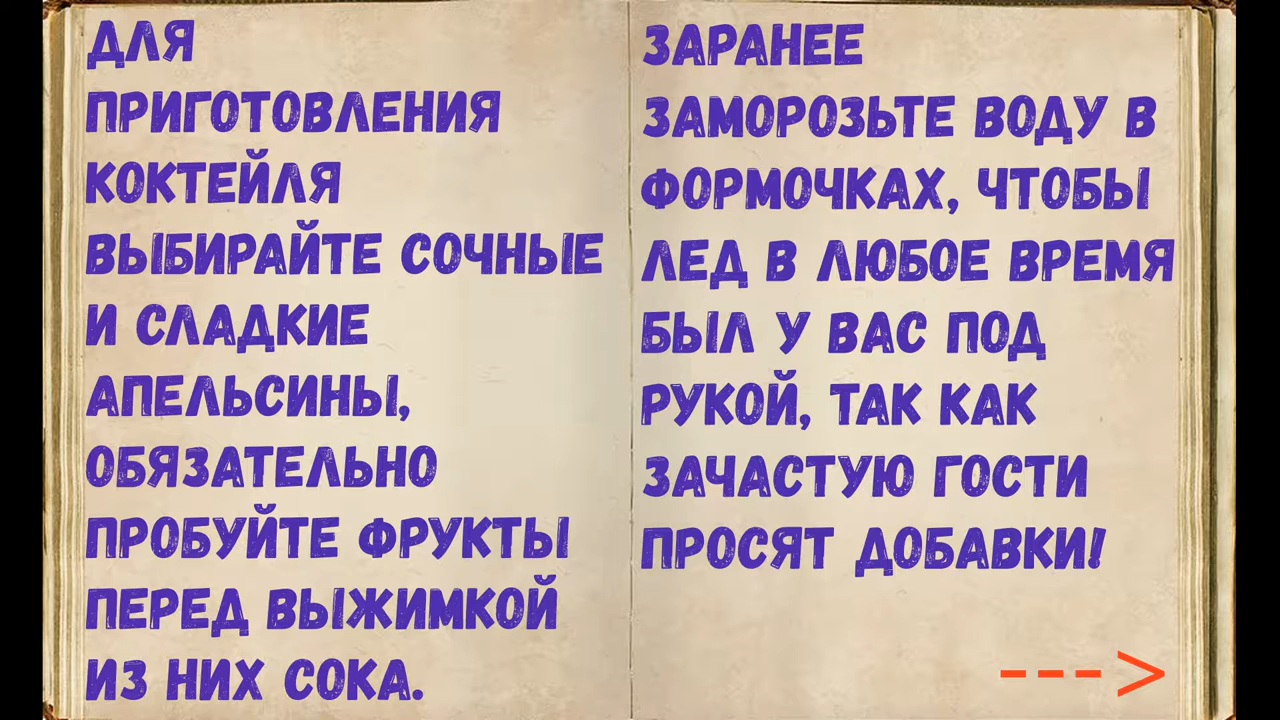 ДЛЯ
ПРИГОТОВЛЕНИЯ
КОКТЕЙЛЯ
ВЫБИРАЙТЕ СОЧНЫЕ
И СЛАДКИЕ
АПЕЛЬСИНЫ,
ОБЯЗАТЕЛЬНО
ПРОБУЙТЕ ФРУКТЫ
ПЕРЕД ВЫЖИМКОЙ
ИЗ НИХ СОКА.
ЗАРАНЕЕ
ЗАМОРОЗЬТЕ ВОДУ В
ФОРМОЧКАХ, ЧТОБЫ
ЛЕД В ЛЮБОЕ ВРЕМЯ
БЫЛ У ВАС ПОД
РУКОЙ, ТАК КАК
ЗАЧАСТУЮ ГОСТИ
ПРОСЯТ ДОБАВКИ!
--->